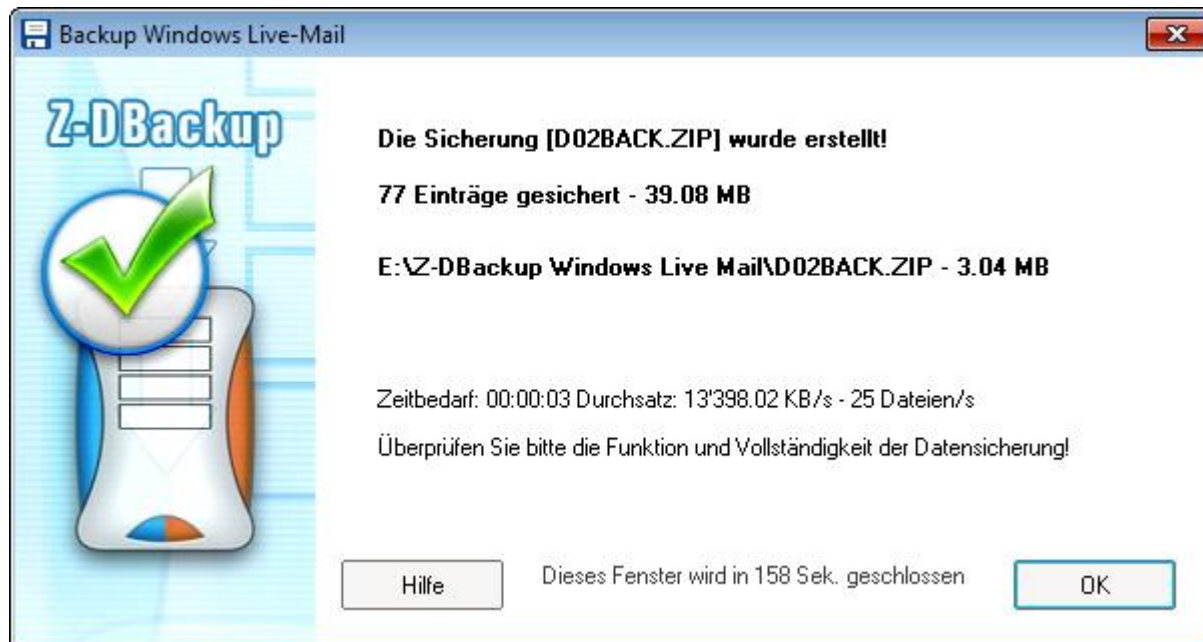 Backup Windows Live-Mail
Z-DBackup
Die Sicherung [D02BACK.ZIP] wurde erstellt!
77 Einträge gesichert - 39.08 MB
E:\Z-DBackup Windows Live Mail\D02BACK.ZIP - 3.04 MB
Zeitbedarf: 00:00:03 Durchsatz: 13'398.02 KB/s - 25 Dateien/s
Überprüfen Sie bitte die Funktion und Vollständigkeit der Datensicherung!
Hilfe
Dieses Fenster wird in 158 Sek. geschlossen
OK